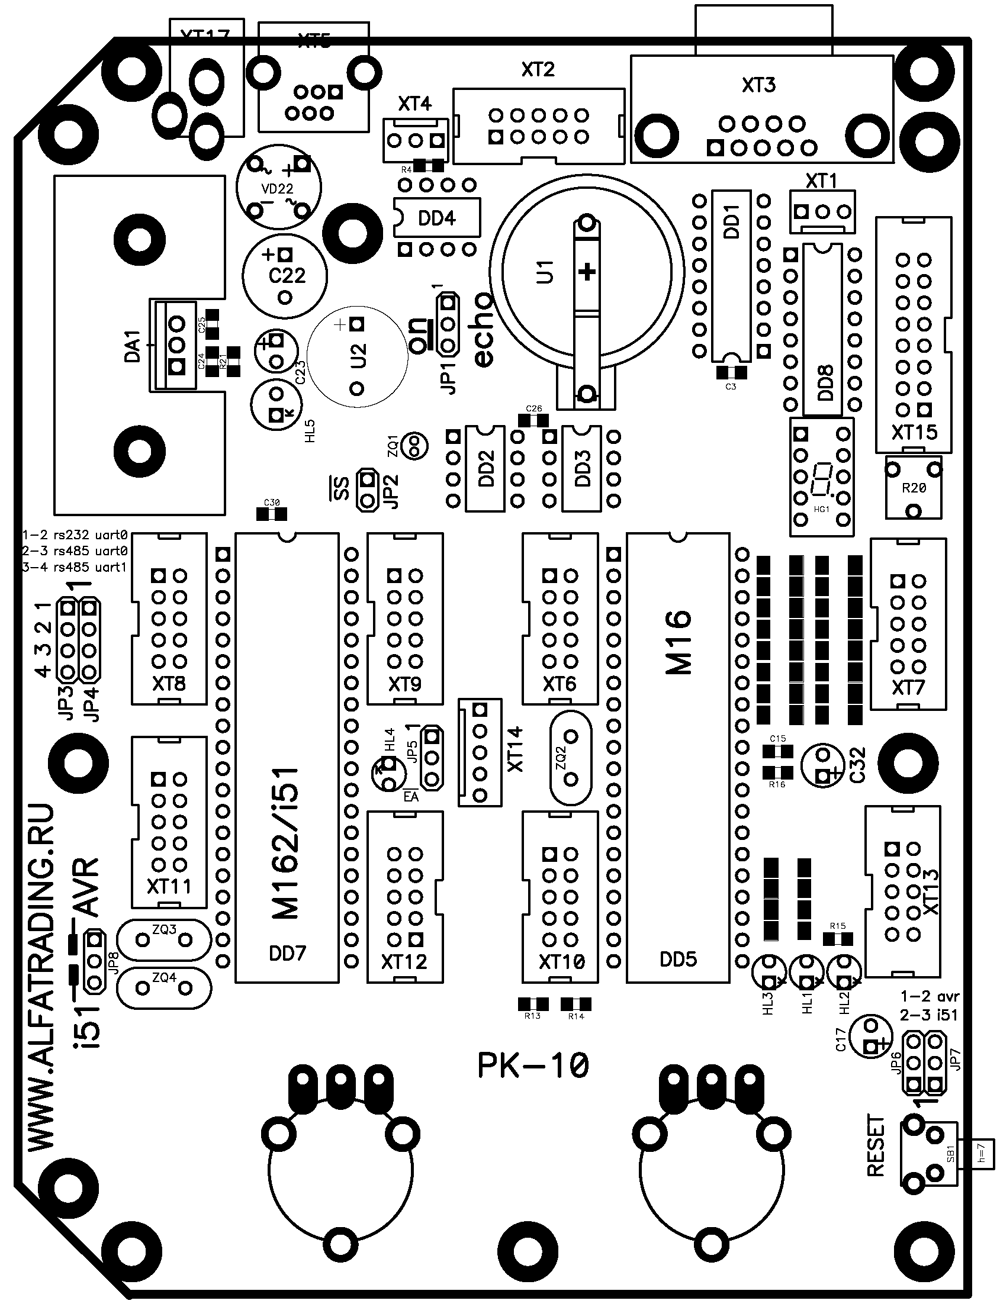 XT17
XT5
XT2
XT3
XT4
R4
VD22
DD4
DD1
XT1
C22
U1
echo
on
1
JP1
U2
DA1
C25
C24
R21
C23
HL5
C3
DD8
XT15
C26
ZQ1
DD2
DD3
R20
HG1
SS
JP2
C30
1-2 rs232 uart0
2-3 rs485 uart0
3-4 rs485 uart1
1
4 3 2 1
JP3
JP4
XT8
XT9
XT6
M16
XT7
XT14
HL4
JP5
1
EA
ZQ2
C15
R16
C32
XT11
M162/i51
WWW.ALFATRADING.RU
i51
AVR
JP8
ZQ3
ZQ4
DD7
XT12
XT10
DD5
XT13
R15
HL3
HL1
HL2
R13
R14
1-2 avr
2-3 i51
C17
JP6
JP7
1
PK-10
RESET
SB1
h=7